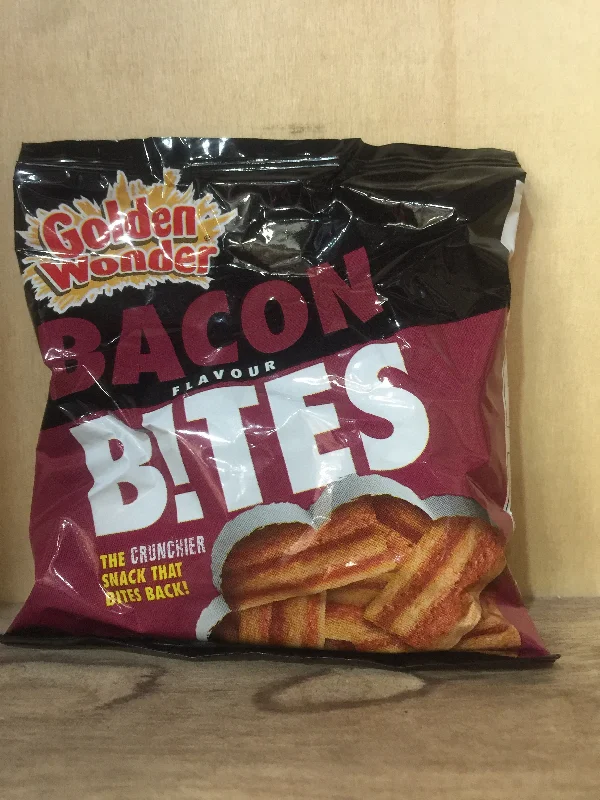 Golden
Wonder
BACON
FLAVOUR
B!TES
THE CRUNCHIER
SNACK THAT
BITES BACK!